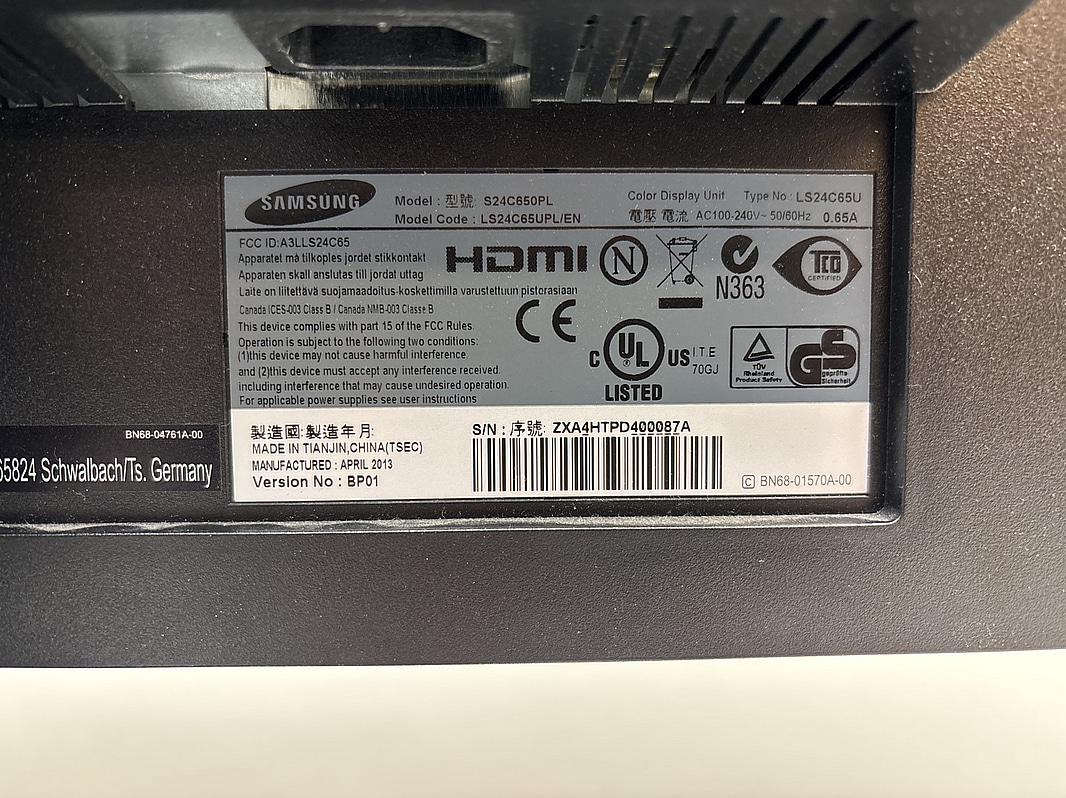 SAMSUNG
Model : 型號: S24C650PL
Model Code : LS24C65UPL/EN
Color Display Unit Type No : LS24C65U
電壓 電流 AC100-240V~ 50/60Hz 0.65A
FCC ID:A3LLS24C65
Apparatet må tilkoples jordet stikkontakt
Apparaten skall anslutas till jordat uttag
Laite on liitettävä suojamaadoitus-koskettimilla varustettuun pistorasiaan
Canada ICES-003 Class B / Canada NMB-003 Classe B
This device complies with part 15 of the FCC Rules.
Operation is subject to the following two conditions:
(1)this device may not cause harmful interference.
and (2)this device must accept any interference received.
including interference that may cause undesired operation.
For applicable power supplies see user instructions
HDMI
N
N363
TCO
CERTIFIED
CE
C UL US
LISTED
I.T.E
70GJ
TÜV
Rheinland
Product Safety
GS
geprüfte
Sicherheit
製造國:製造年月:
MADE IN TIANJIN,CHINA(TSEC)
MANUFACTURED : APRIL 2013
Version No : BP01
S/N : 序號: ZXA4HTPD400087A
C BN68-01570A-00
BN68-04761A-00
65824 Schwalbach/Ts. Germany